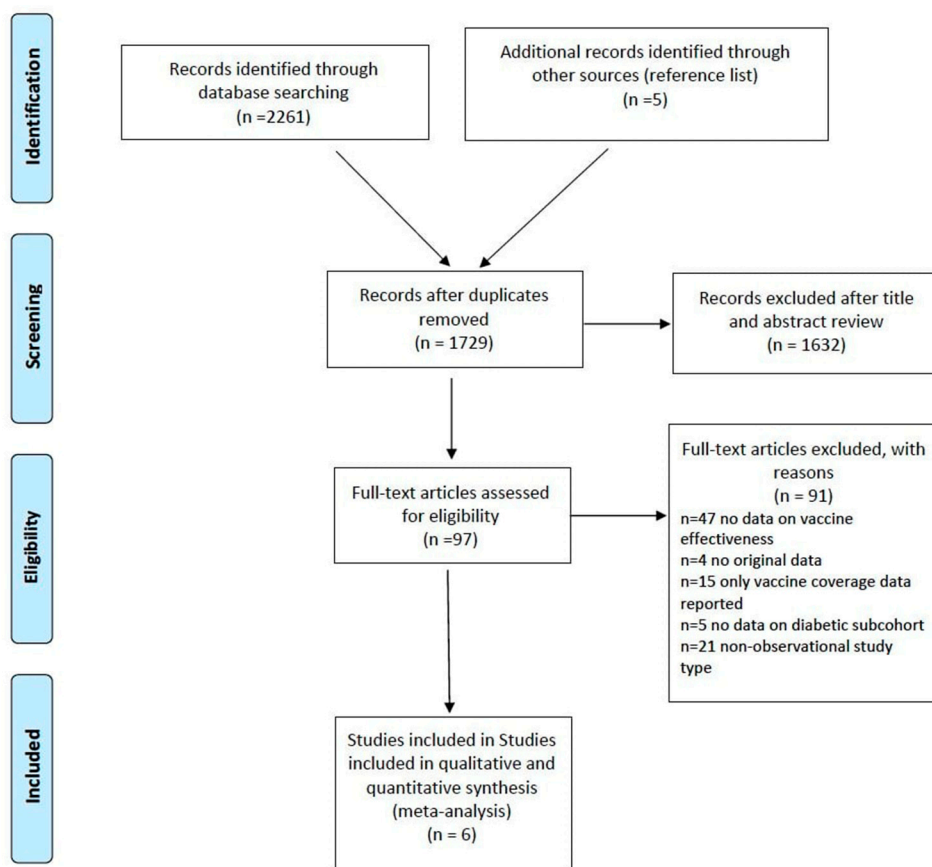 Identification
Records identified through
database searching
(n =2261)
Additional records identified through
other sources (reference list)
(n =5)
Screening
Records after duplicates
removed
(n = 1729)
Records excluded after title
and abstract review
(n = 1632)
Eligibility
Full-text articles assessed
for eligibility
(n =97)
Full-text articles excluded, with
reasons
(n = 91)
n=47 no data on vaccine
effectiveness
n=4 no original data
n=15 only vaccine coverage data
reported
n=5 no data on diabetic subcohort
n=21 non-observational study
type
Included
Studies included in Studies
included in qualitative and
quantitative synthesis
(meta-analysis)
(n = 6)